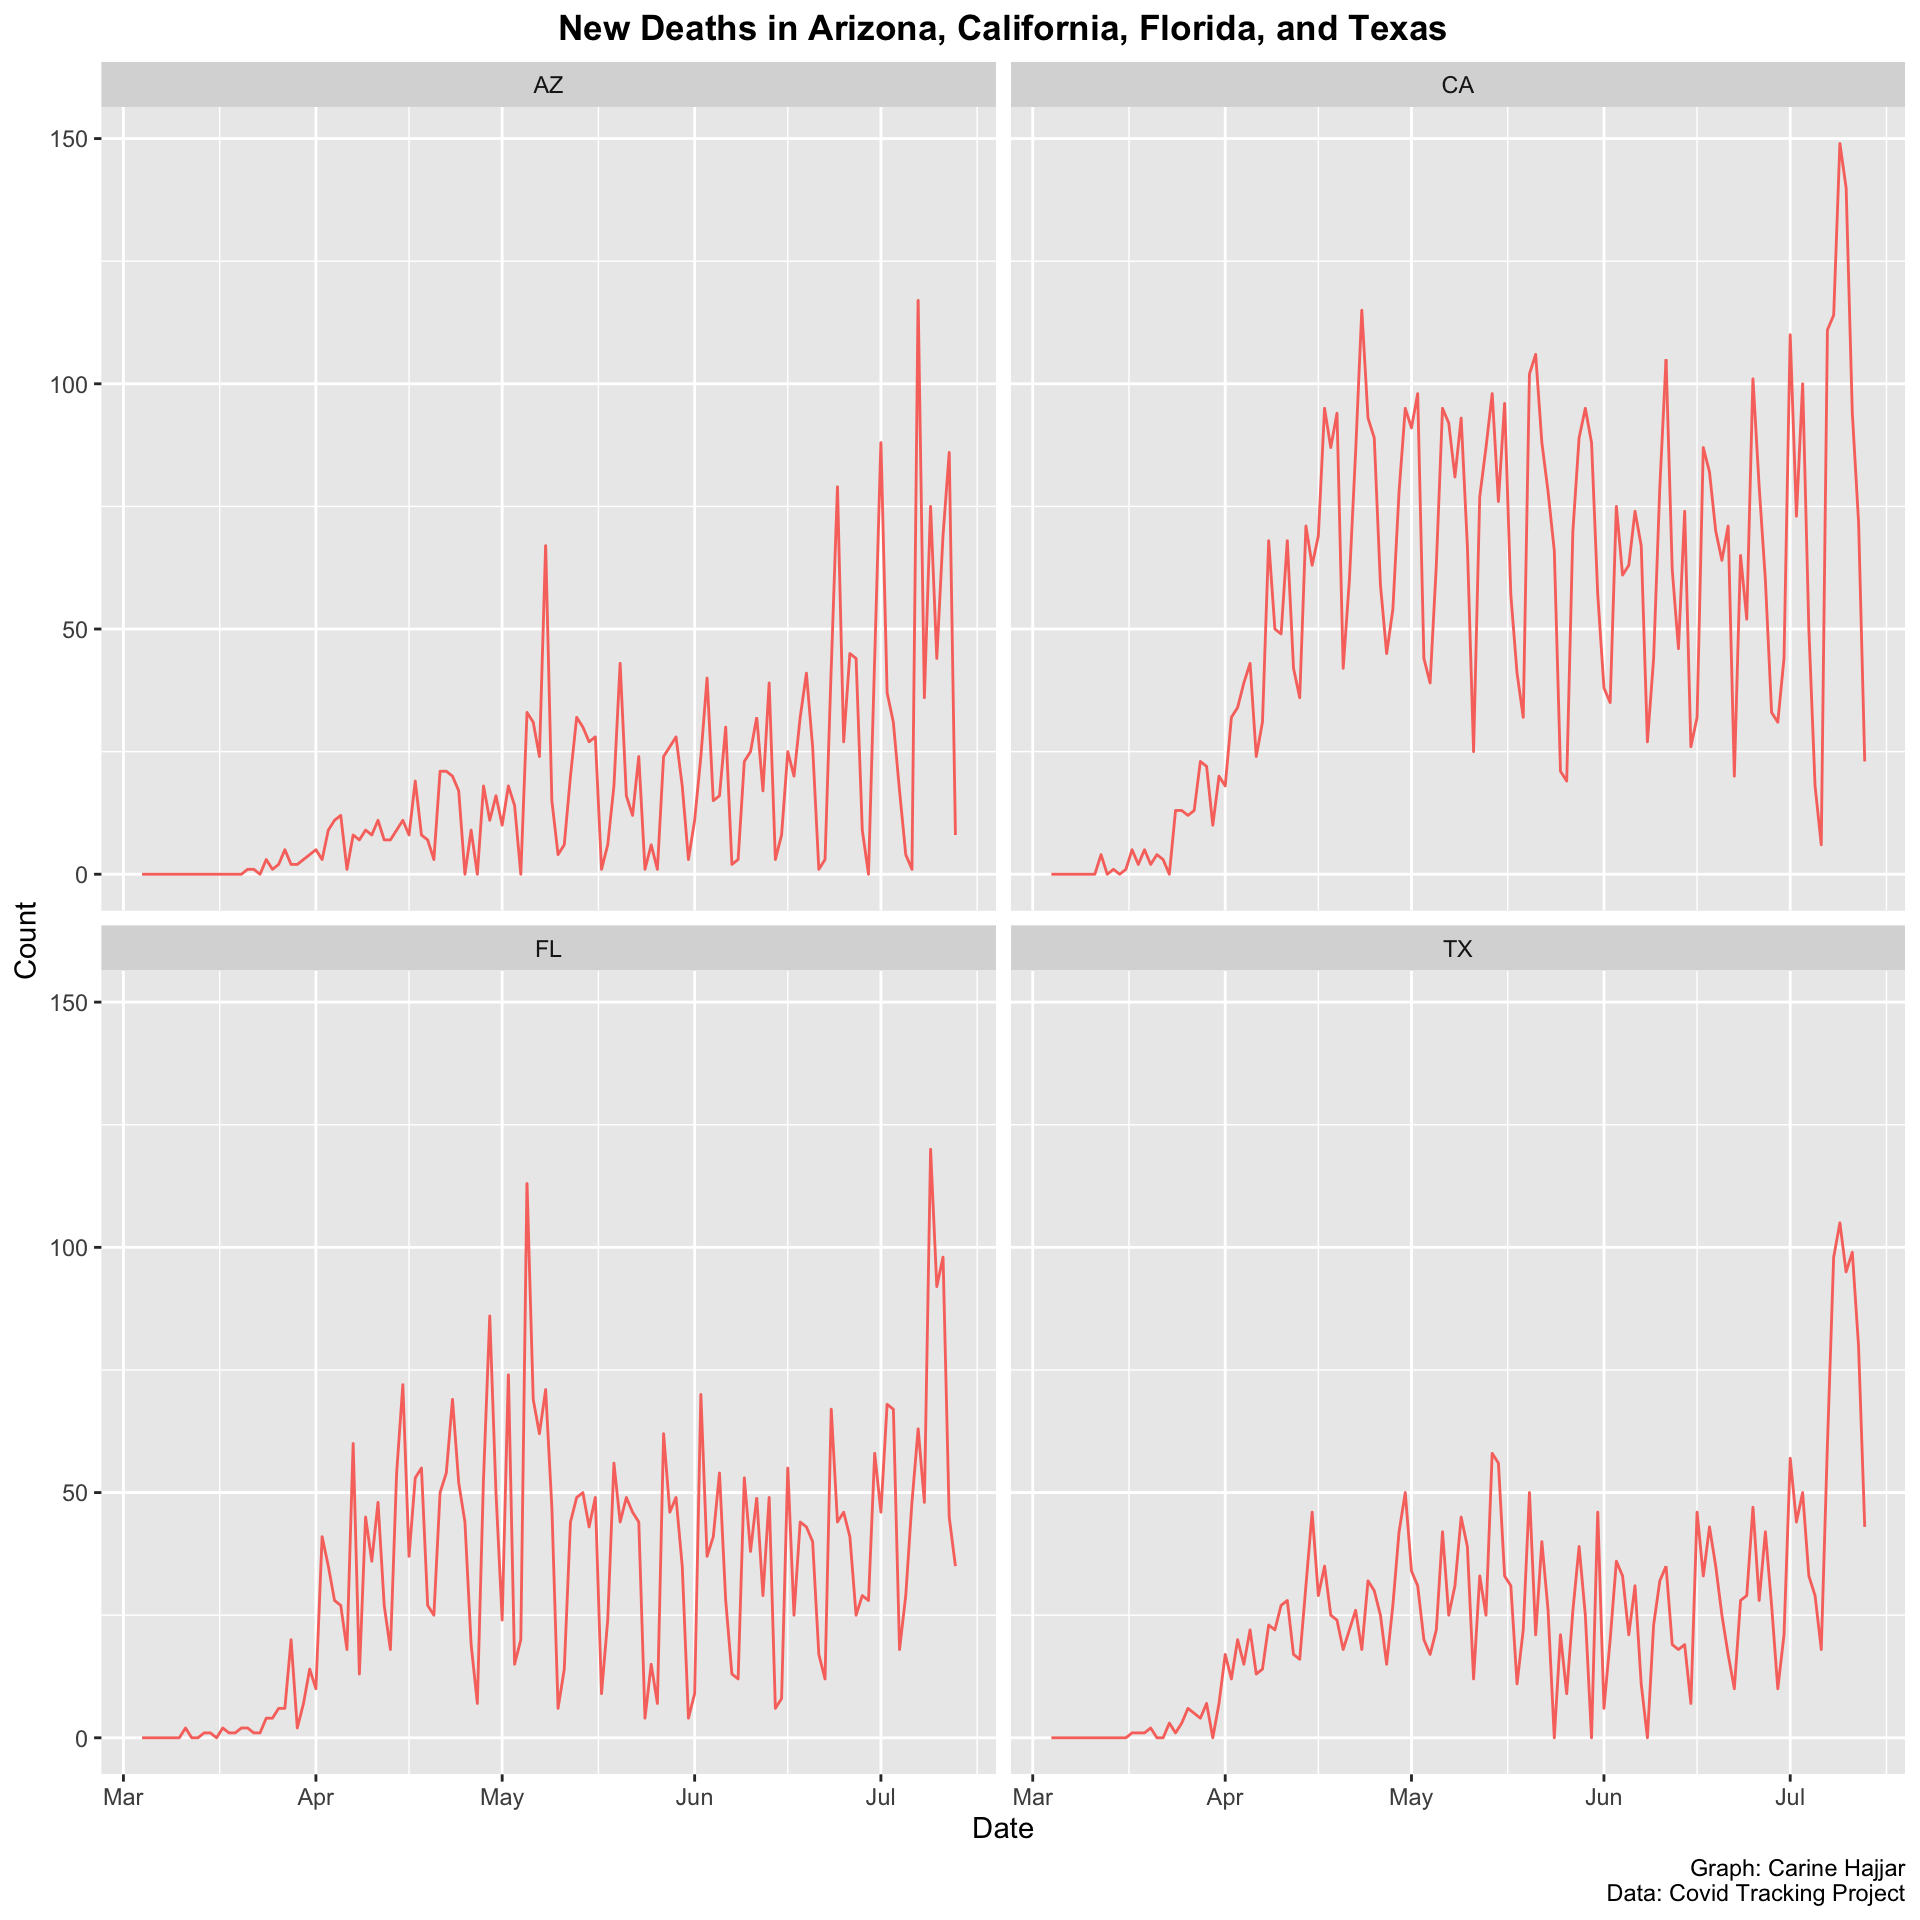 New Deaths in Arizona, California, Florida, and Texas
AZ
CA
150
100
50
0
Count
FL
TX
150
100
50
0
Mar Apr May Jun Jul
Mar Apr May Jun Jul
Date
Graph: Carine Hajjar
Data: Covid Tracking Project